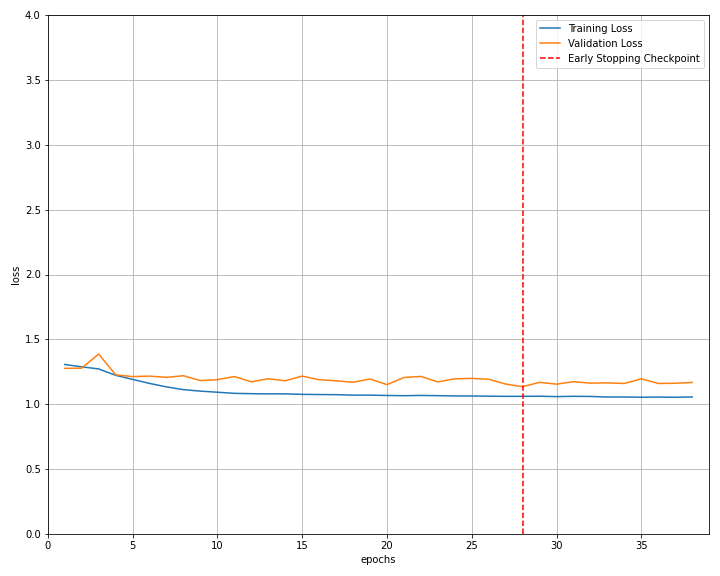 Training Loss
Validation Loss
Early Stopping Checkpoint
4.0
3.5
3.0
2.5
2.0
1.5
1.0
0.5
0.0
loss
0 5 10 15 20 25 30 35
epochs